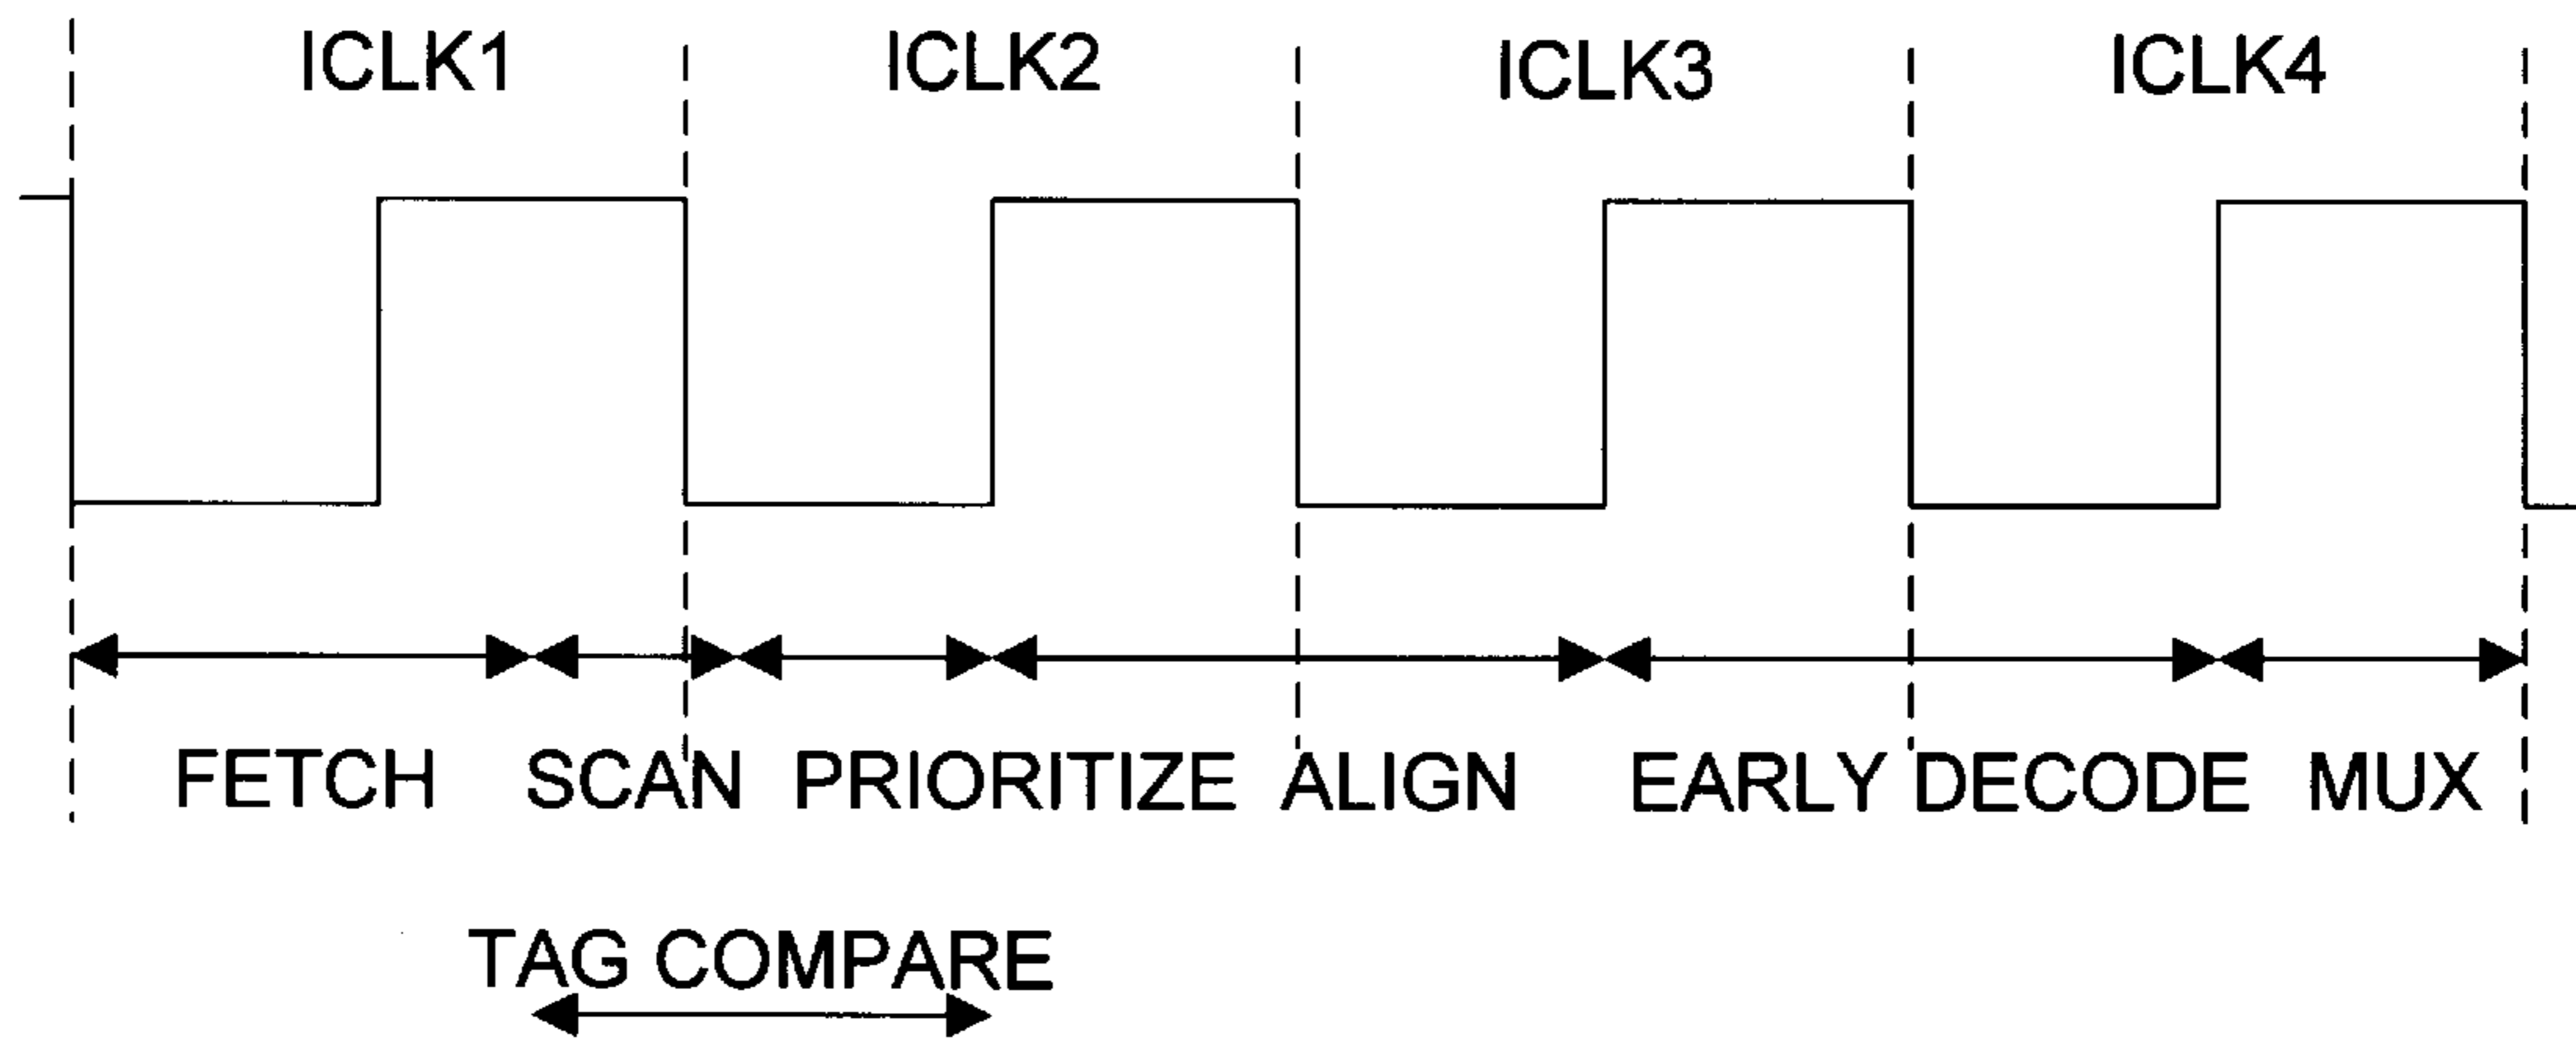 ICLK1 ICLK2 ICLK3 ICLK4
FETCH SCAN PRIORITIZE ALIGN EARLY DECODE MUX
TAG COMPARE